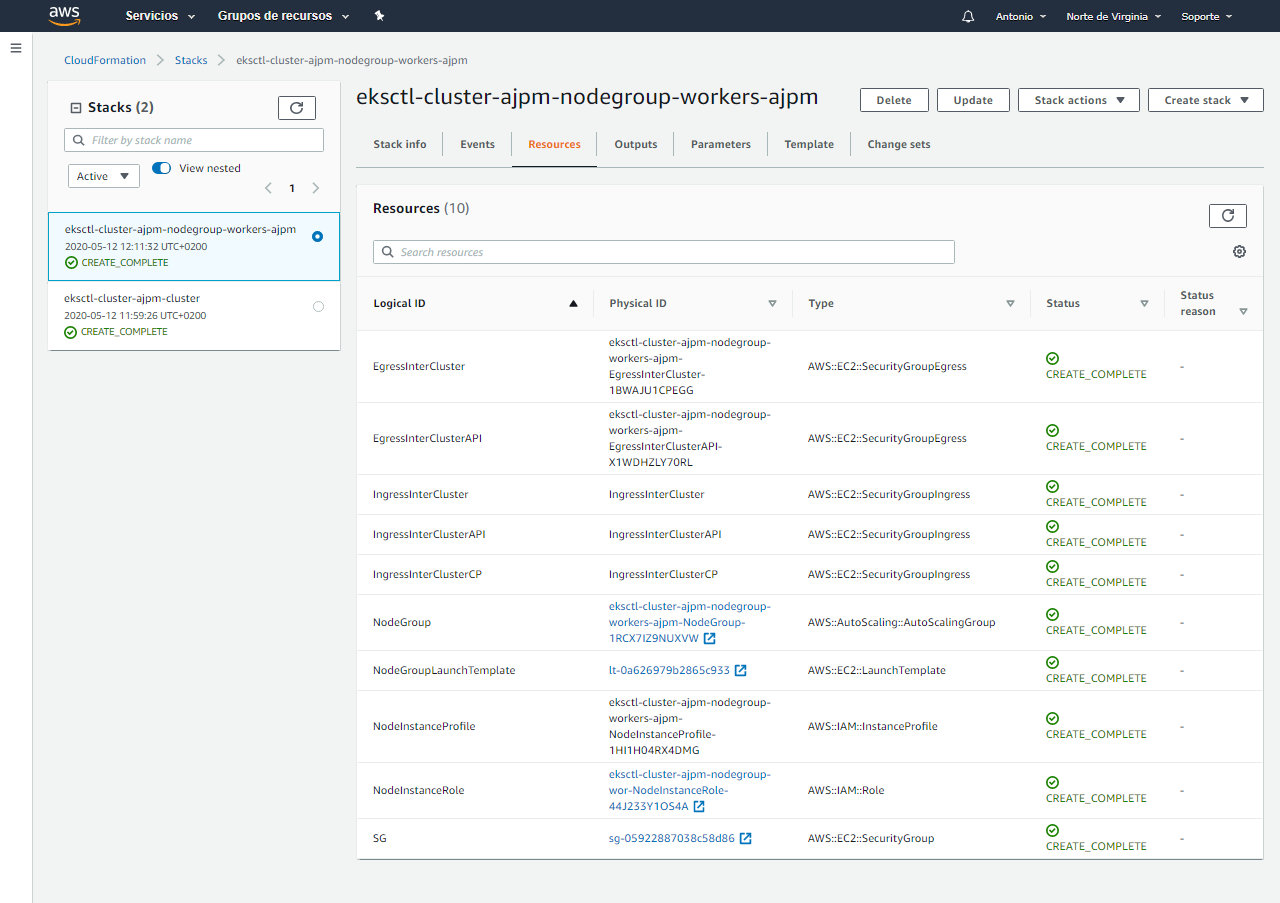 aws
Servicios
Grupos de recursos
Antonio
Norte de Virginia
Soporte
CloudFormation
Stacks
eksctl-cluster-ajpm-nodegroup-workers-ajpm
Stacks (2)
Filter by stack name
Active
View nested
1
eksctl-cluster-ajpm-nodegroup-workers-ajpm
2020-05-12 12:11:32 UTC+0200
CREATE_COMPLETE
eksctl-cluster-ajpm-cluster
2020-05-12 11:59:26 UTC+0200
CREATE_COMPLETE
eksctl-cluster-ajpm-nodegroup-workers-ajpm
Delete
Update
Stack actions
Create stack
Stack info
Events
Resources
Outputs
Parameters
Template
Change sets
Resources (10)
Search resources
Logical ID
Physical ID
Type
Status
Status
reason
EgressInterCluster
eksctl-cluster-ajpm-nodegroup-
workers-ajpm-
EgressInterCluster-
1BWAJU1CPEGG
AWS::EC2::SecurityGroupEgress
CREATE_COMPLETE
-
EgressInterClusterAPI
eksctl-cluster-ajpm-nodegroup-
workers-ajpm-
EgressInterClusterAPI-
X1WDHZLY70RL
AWS::EC2::SecurityGroupEgress
CREATE_COMPLETE
-
IngressInterCluster
IngressInterCluster
AWS::EC2::SecurityGroupIngress
CREATE_COMPLETE
-
IngressInterClusterAPI
IngressInterClusterAPI
AWS::EC2::SecurityGroupIngress
CREATE_COMPLETE
-
IngressInterClusterCP
IngressInterClusterCP
AWS::EC2::SecurityGroupIngress
CREATE_COMPLETE
-
NodeGroup
eksctl-cluster-ajpm-nodegroup-
workers-ajpm-NodeGroup-
1RCX7IZ9NUXVW
AWS::AutoScaling::AutoScalingGroup
CREATE_COMPLETE
-
NodeGroupLaunchTemplate
lt-0a626979b2865c933
AWS::EC2::LaunchTemplate
CREATE_COMPLETE
-
NodeInstanceProfile
eksctl-cluster-ajpm-nodegroup-
workers-ajpm-
NodeInstanceProfile-
1HI1H04RX4DMG
AWS::IAM::InstanceProfile
CREATE_COMPLETE
-
NodeInstanceRole
eksctl-cluster-ajpm-nodegroup-
wor-NodeInstanceRole-
44J233Y1OS4A
AWS::IAM::Role
CREATE_COMPLETE
-
SG
sg-05922887038c58d86
AWS::EC2::SecurityGroup
CREATE_COMPLETE
-